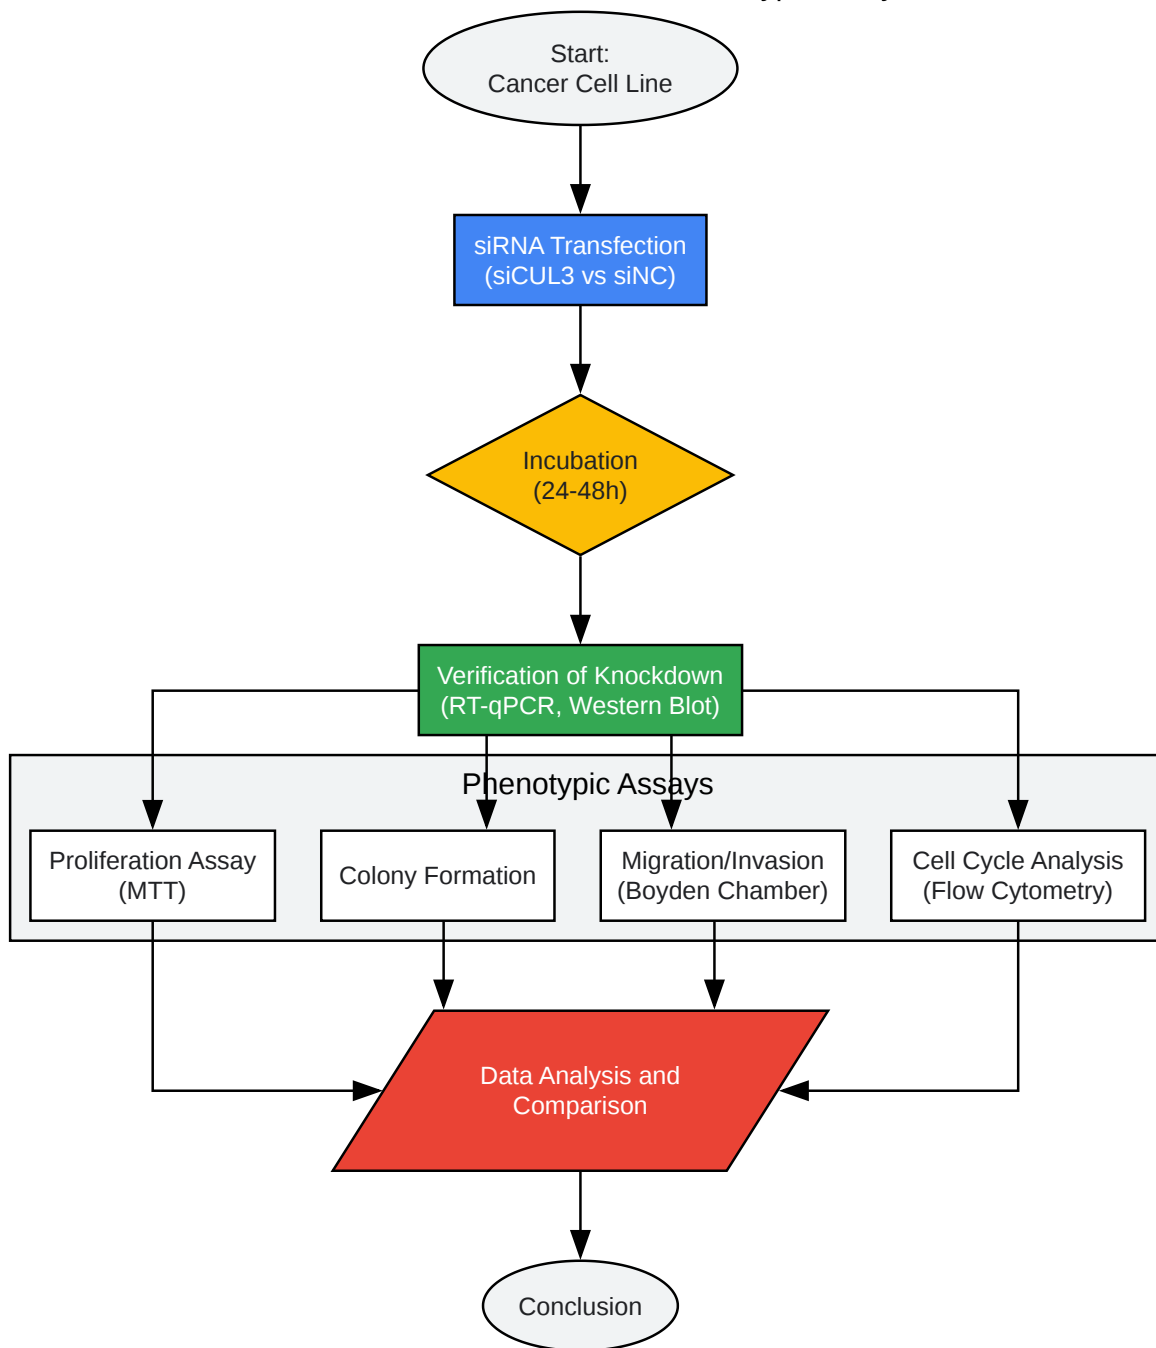 Start:
Cancer Cell Line
siRNA Transfection
(siCUL3 vs siNC)
Incubation
(24-48h)
Verification of Knockdown
(RT-qPCR, Western Blot)
Phenotypic Assays
Proliferation Assay
(MTT)
Colony Formation
Migration/Invasion
(Boyden Chamber)
Cell Cycle Analysis
(Flow Cytometry)
Data Analysis and
Comparison
Conclusion